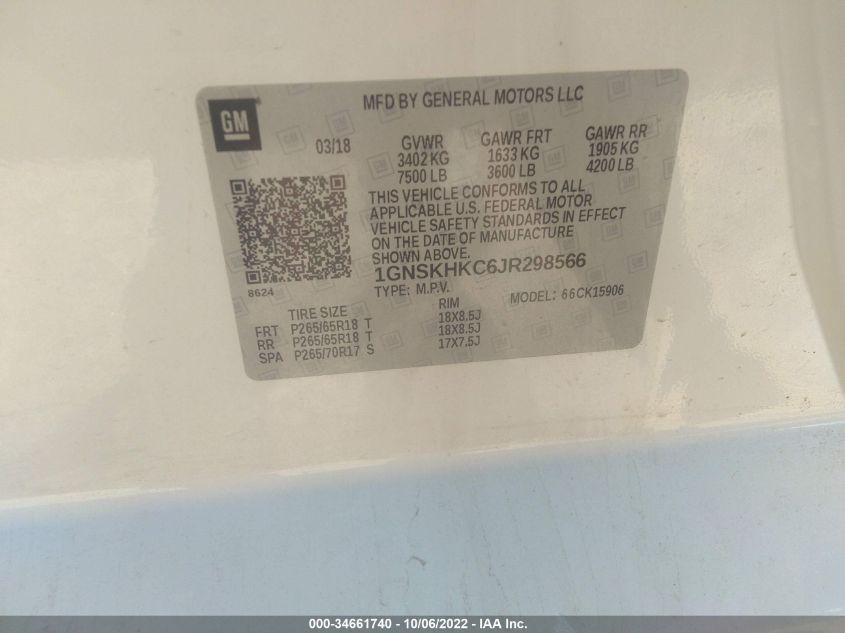 GM
MFD BY GENERAL MOTORS LLC
03/18
GVWR
3402 KG
7500 LB
GAWR FRT
1633 KG
3600 LB
GAWR RR
1905 KG
4200 LB
THIS VEHICLE CONFORMS TO ALL
APPLICABLE U.S. FEDERAL MOTOR
VEHICLE SAFETY STANDARDS IN EFFECT
ON THE DATE OF MANUFACTURE
SHOWN ABOVE.
1GNSKHKC6JR298566
8624
TYPE: M.P.V.
MODEL: 66CK15906
TIRE SIZE RIM
FRT P265/65R18 T 18X8.5J
RR P265/65R18 T 18X8.5J
SPA P265/70R17 S 17X7.5J
000-34661740 - 10/06/2022 - IAA Inc.